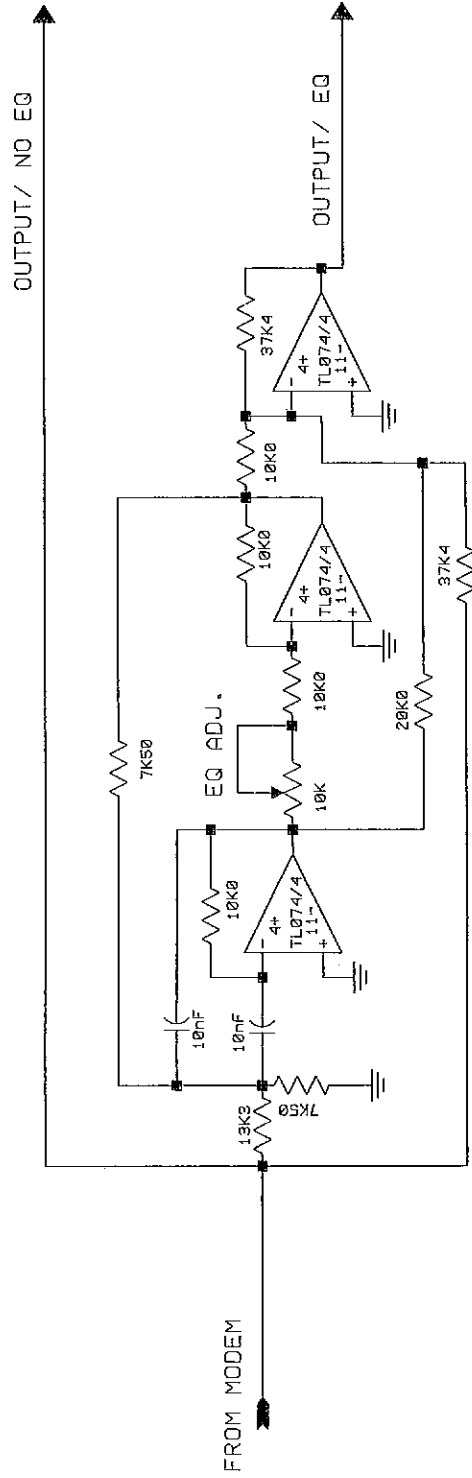 OUTPUT/ NO EQ
7K50
EQ ADJ.
10nF
10K0
10nF
10K0
10K0
37K4
FROM MODEM
13K3
7K50
4+
TL074/4
11-
10K
10K0
4+
TL074/4
11-
4+
TL074/4
11-
OUTPUT/ EQ
20K0
37K4